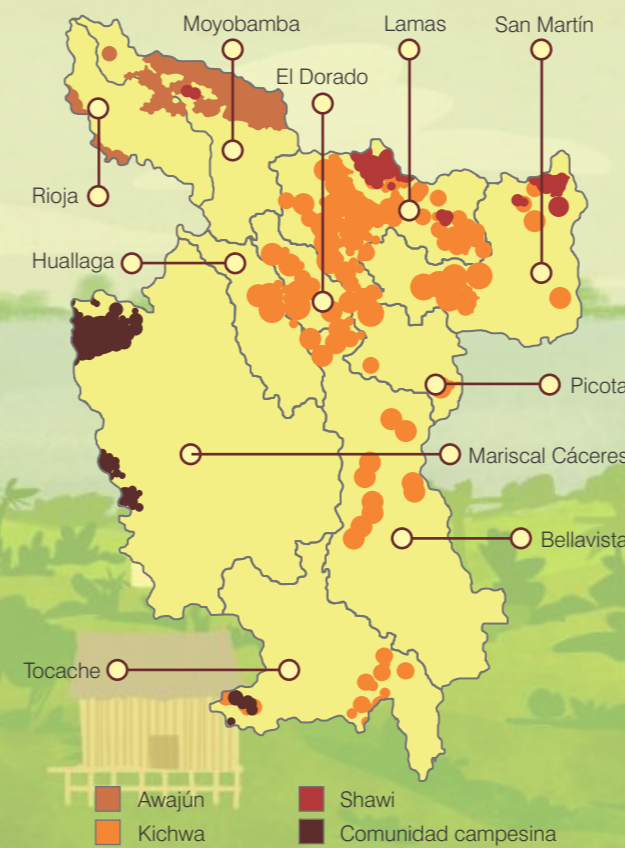 Moyobamba
Lamas
San Martín
El Dorado
Rioja
Huallaga
Picota
Mariscal Cáceres
Bellavista
Tocache
Awajún
Shawi
Kichwa
Comunidad campesina